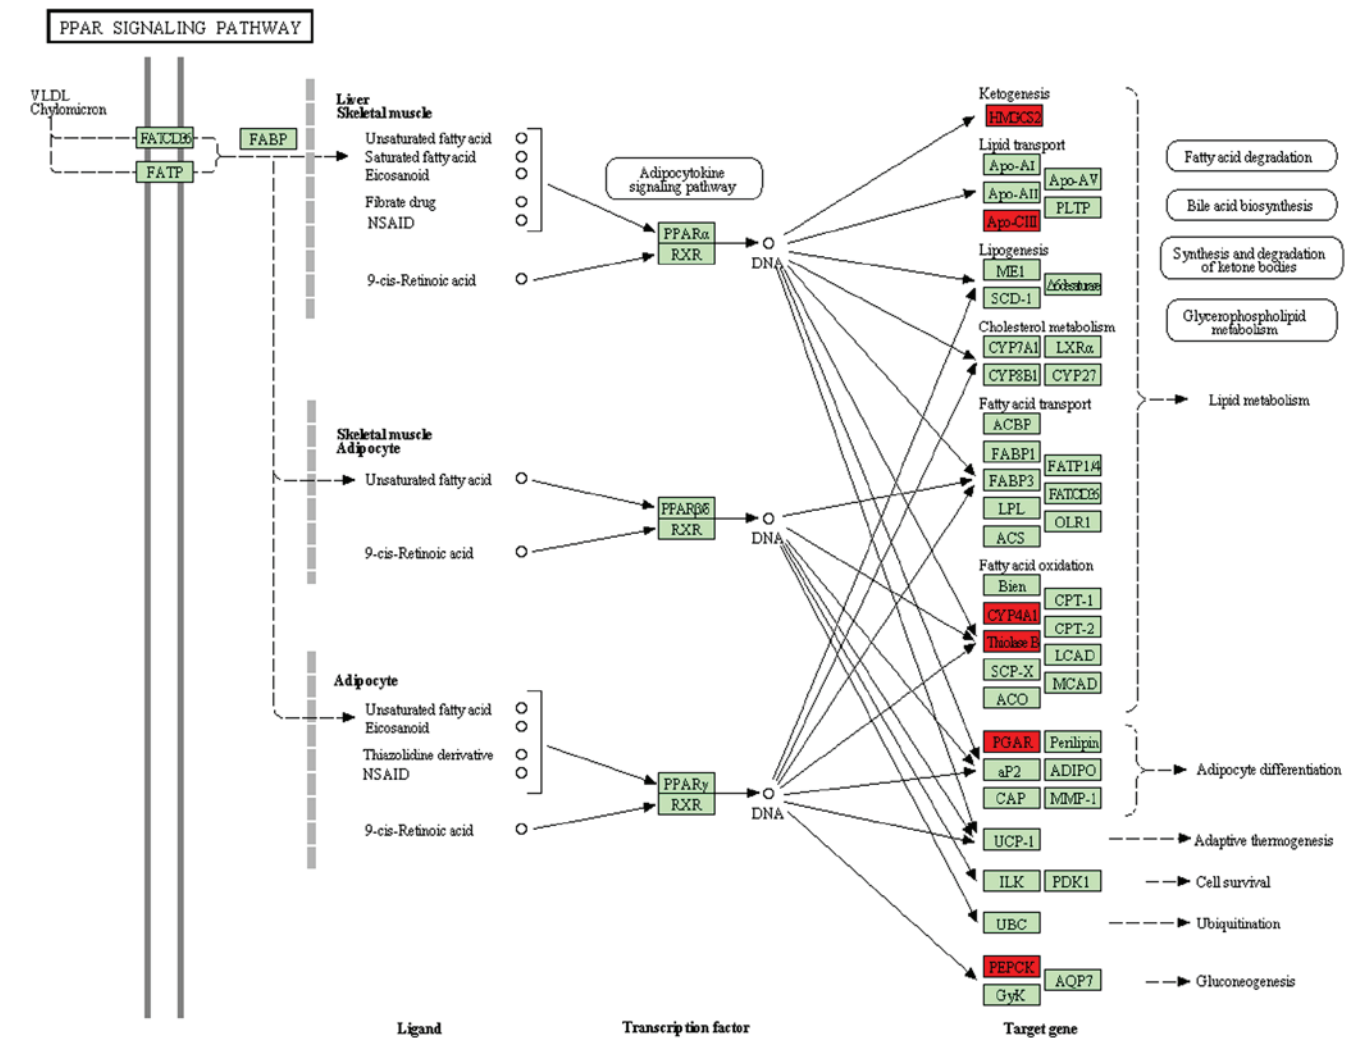 PPAR SIGNALING PATHWAY
VLDL
Chylomicron
FATCD36
FATP
FABP
Liver
Skeletal muscle
Unsaturated fatty acid
Saturated fatty acid
Eicosanoid
Fibrate drug
NSAID
9-cis-Retinoic acid
Adipocytokine
signaling pathway
PPARα
RXR
DNA
Skeletal muscle
Adipocyte
Unsaturated fatty acid
9-cis-Retinoic acid
PPARβ/δ
RXR
DNA
Adipocyte
Unsaturated fatty acid
Eicosanoid
Thiazolidine derivative
NSAID
9-cis-Retinoic acid
PPARγ
RXR
DNA
Ketogenesis
HMGCS2
Lipid transport
Apo-AI
Apo-AV
Apo-AII
PLTP
Apo-CIII
Lipogenesis
ME1
Δ6desaturase
SCD-1
Cholesterol metabolism
CYP7A1
LXRα
CYP8B1
CYP27
Fatty acid transport
ACBP
FABP1
FATP1/4
FABP3
FATCD36
LPL
OLR1
ACS
Fatty acid oxidation
Bien
CPT-1
CYP4A1
CPT-2
Thiolase B
LCAD
SCP-X
MCAD
ACO
PGAR
Perilipin
aP2
ADIPO
CAP
MMP-1
UCP-1
ILK
PDK1
UBC
PEPCK
AQP7
GyK
Fatty acid degradation
Bile acid biosynthesis
Synthesis and degradation
of ketone bodies
Glycerophospholipid
metabolism
Lipid metabolism
Adipocyte differentiation
Adaptive thermogenesis
Cell survival
Ubiquitination
Gluconeogenesis
Ligand
Transcription factor
Target gene